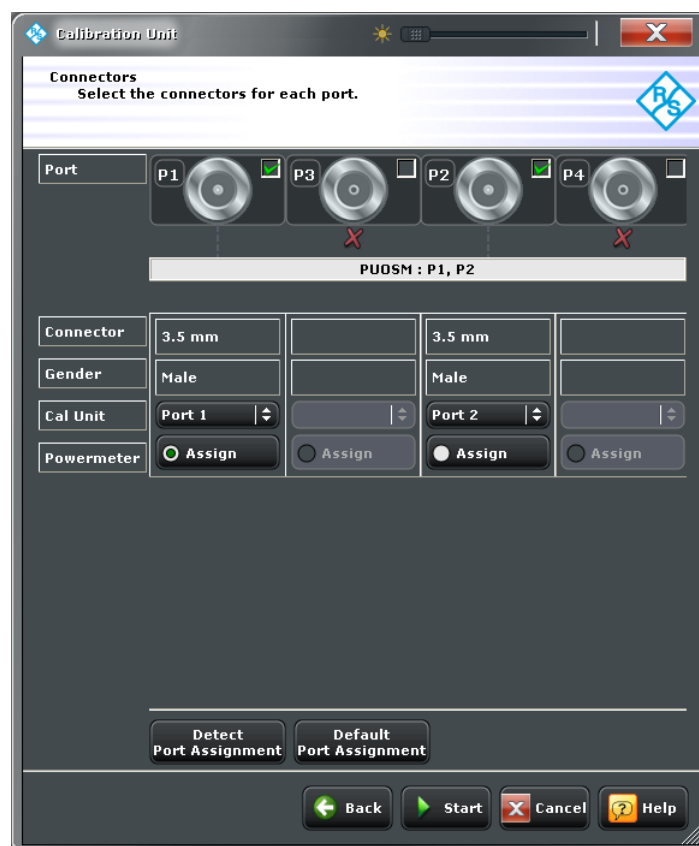 Calibration Unit
Connectors
Select the connectors for each port.
R S
Port P1 P3 P2 P4
PUOSM : P1, P2
Connector 3.5 mm 3.5 mm
Gender Male Male
Cal Unit Port 1 Port 2
Powermeter Assign Assign Assign Assign
Detect Port Assignment
Default Port Assignment
Back Start Cancel Help